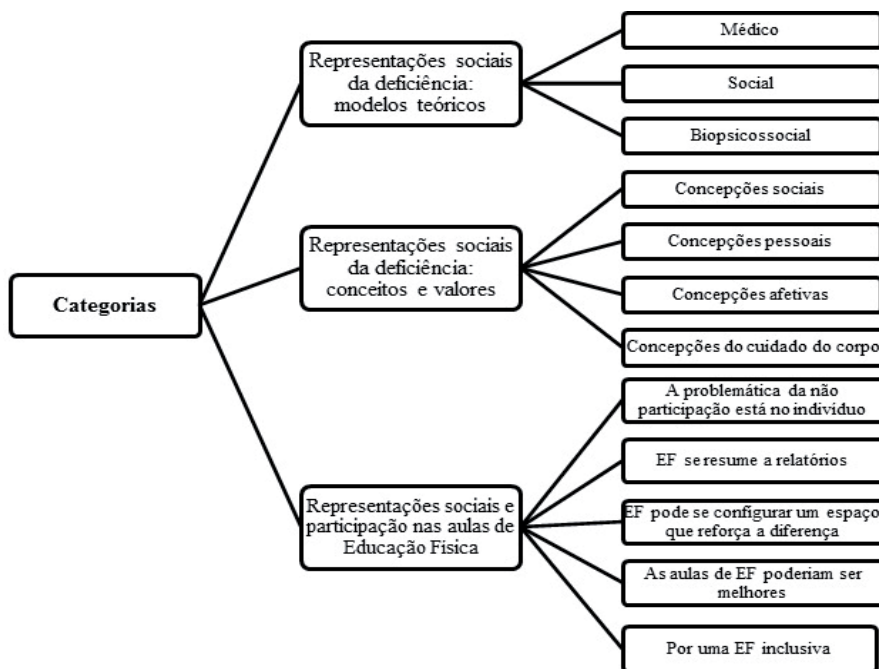 Categorias
Representações sociais
da deficiência:
modelos teóricos
Médico
Social
Biopsicossocial
Representações sociais
da deficiência:
conceitos e valores
Concepções sociais
Concepções pessoais
Concepções afetivas
Concepções do cuidado do corpo
Representações sociais e
participação nas aulas de
Educação Física
A problemática da não
participação está no individuo
EF se resume a relatórios
EF pode se configurar um espaço
que reforça a diferença
As aulas de EF poderiam ser
melhores
Por uma EF inclusiva